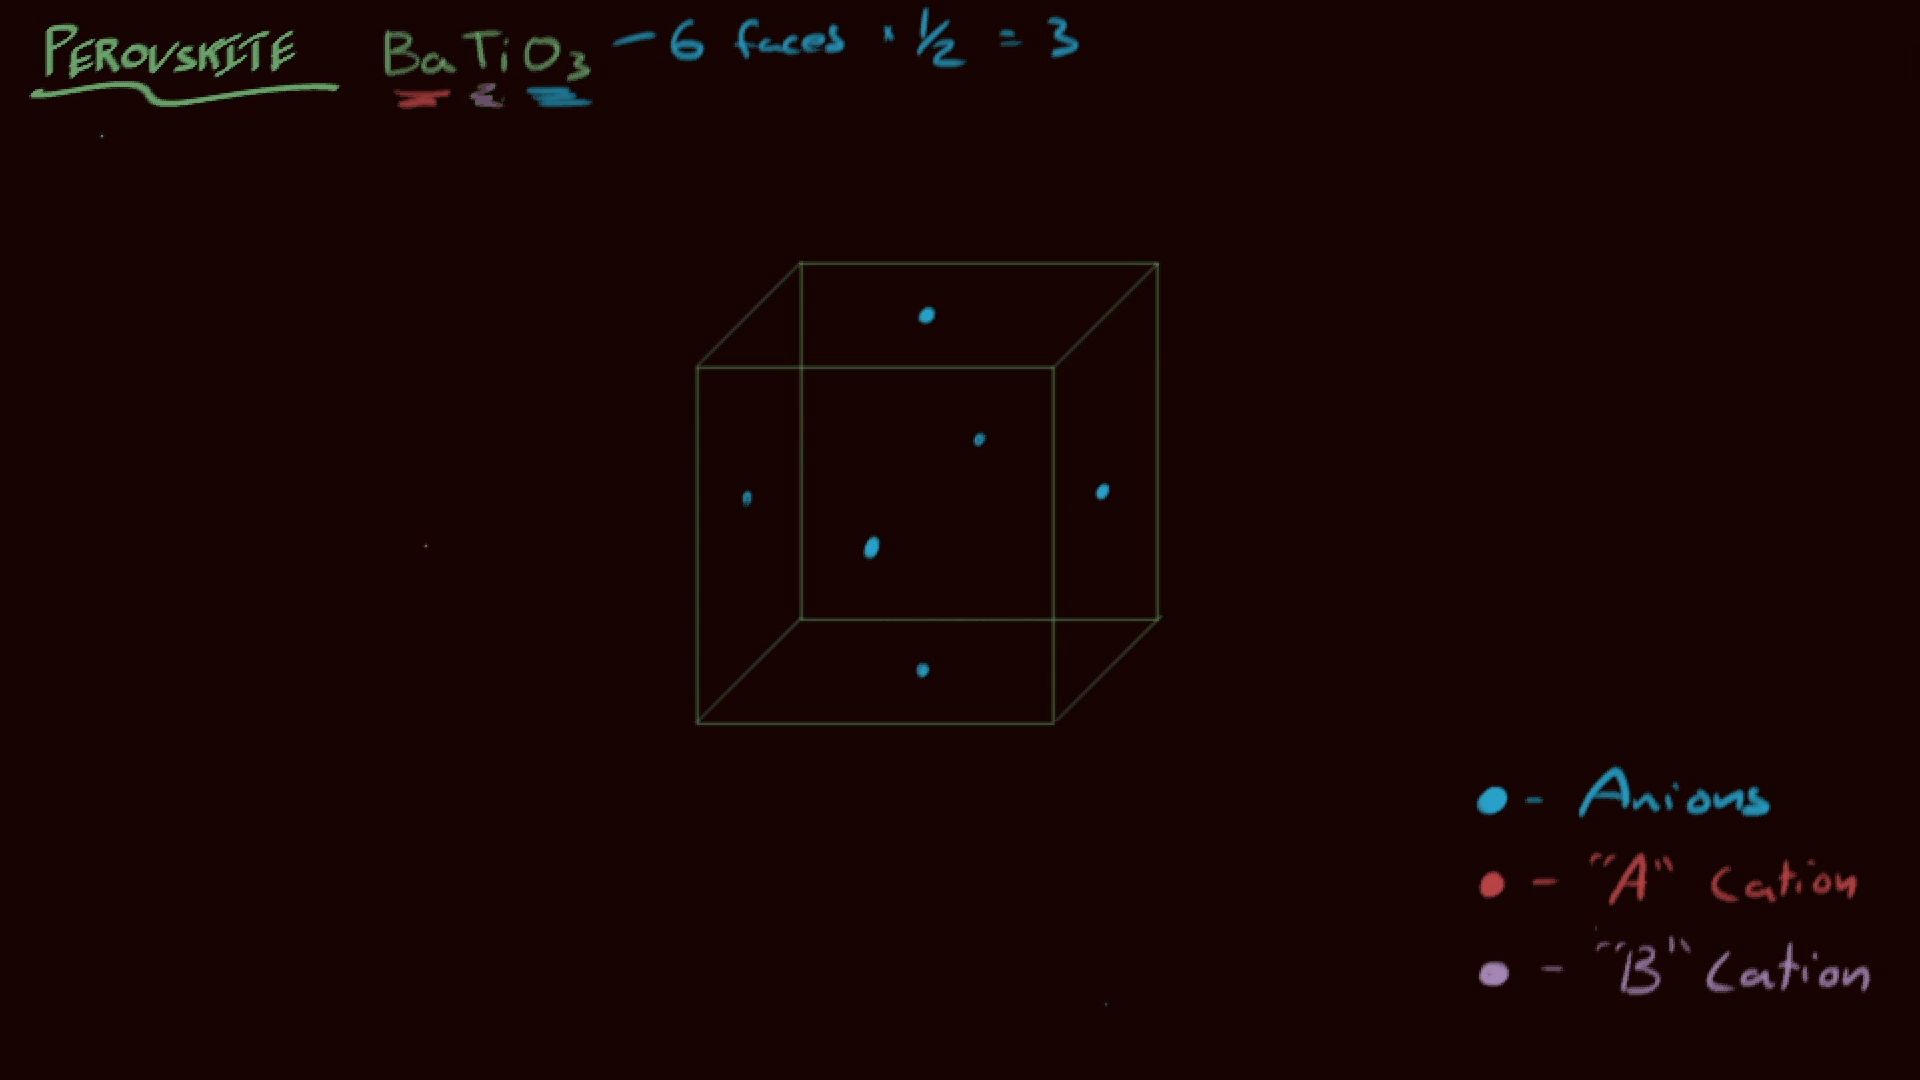 PEROVSKITE BaTiO3 - 6 faces · 1/2 = 3
- Anions
- "A" Cation
- "B" Cation